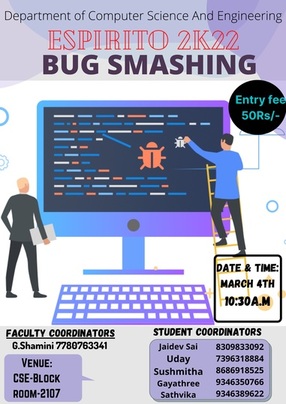 Department of Computer Science And Engineering
ESPIRITO 2K22
BUG SMASHING
Entry fee
50Rs/-
DATE & TIME:
MARCH 4TH
10:30A.M
FACULTY COORDINATORS
G.Shamini 7780763341
VENUE:
CSE-BLOCK
ROOM-2107
STUDENT COORDINATORS
Jaidev Sai 8309833092
Uday 7396318884
Sushmitha 8686918525
Gayathree 9346350766
Sathvika 9346389622